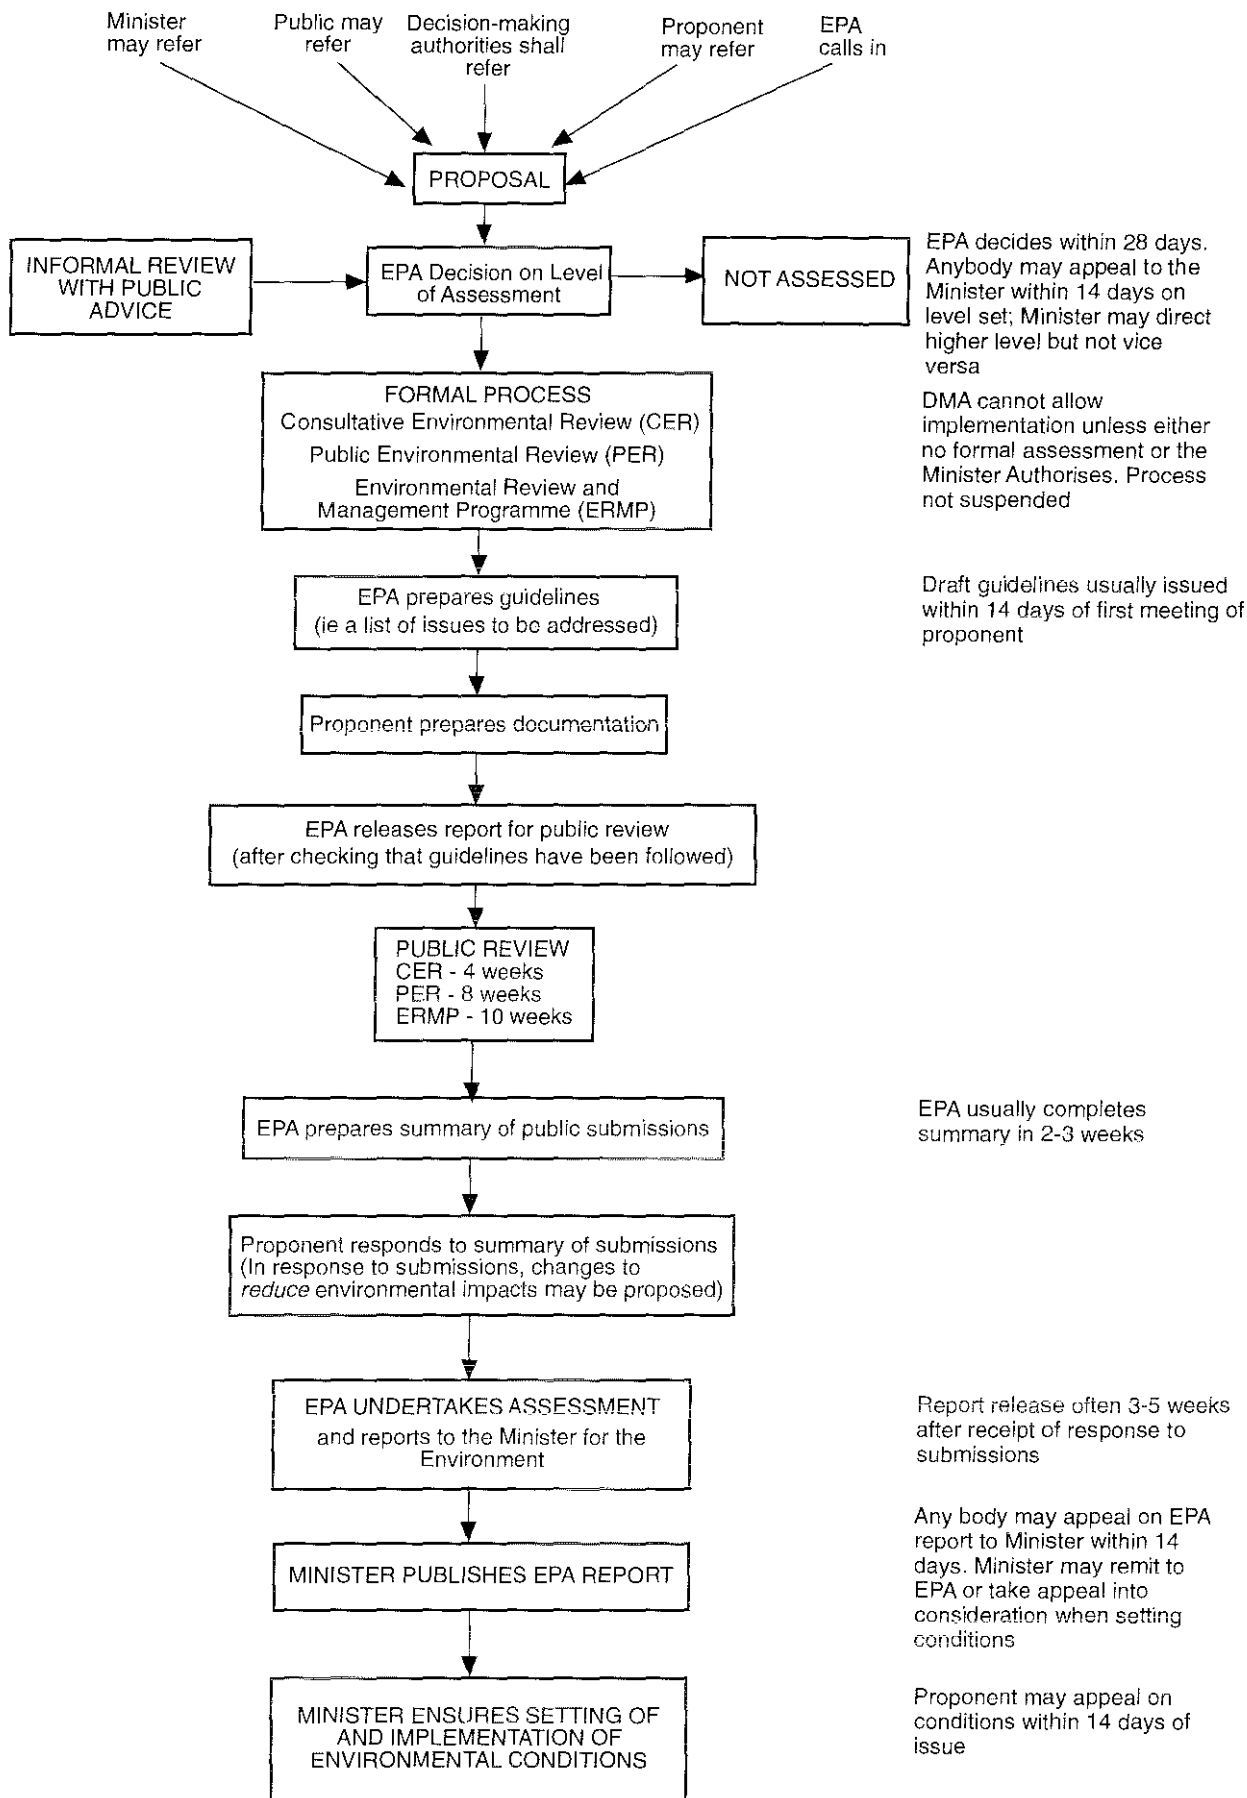 Minister
may refer
Public may
refer
Decision-making
authorities shall
refer
Proponent
may refer
EPA
calls in
PROPOSAL
INFORMAL REVIEW
WITH PUBLIC
ADVICE
EPA Decision on Level
of Assessment
NOT ASSESSED
EPA decides within 28 days.
Anybody may appeal to the
Minister within 14 days on
level set; Minister may direct
higher level but not vice
versa
FORMAL PROCESS
Consultative Environmental Review (CER)
Public Environmental Review (PER)
Environmental Review and
Management Programme (ERMP)
DMA cannot allow
implementation unless either
no formal assessment or the
Minister Authorises. Process
not suspended
EPA prepares guidelines
(ie a list of issues to be addressed)
Draft guidelines usually issued
within 14 days of first meeting of
proponent
Proponent prepares documentation
EPA releases report for public review
(after checking that guidelines have been followed)
PUBLIC REVIEW
CER - 4 weeks
PER - 8 weeks
ERMP - 10 weeks
EPA prepares summary of public submissions
EPA usually completes
summary in 2-3 weeks
Proponent responds to summary of submissions
(In response to submissions, changes to
reduce environmental impacts may be proposed)
EPA UNDERTAKES ASSESSMENT
and reports to the Minister for the
Environment
Report release often 3-5 weeks
after receipt of response to
submissions
MINISTER PUBLISHES EPA REPORT
Any body may appeal on EPA
report to Minister within 14
days. Minister may remit to
EPA or take appeal into
consideration when setting
conditions
MINISTER ENSURES SETTING OF
AND IMPLEMENTATION OF
ENVIRONMENTAL CONDITIONS
Proponent may appeal on
conditions within 14 days of
issue